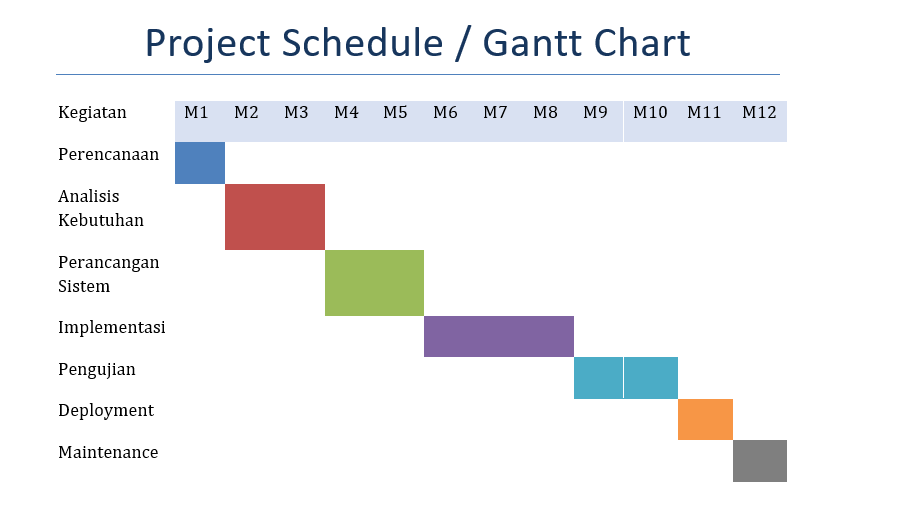 Project Schedule / Gantt Chart
Kegiatan M1 M2 M3 M4 M5 M6 M7 M8 M9 M10 M11 M12
Perencanaan
Analisis
Kebutuhan
Perancangan
Sistem
Implementasi
Pengujian
Deployment
Maintenance